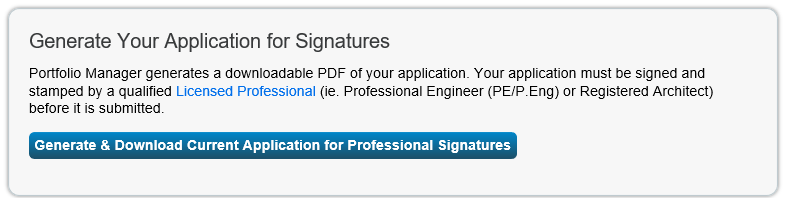 Generate Your Application for Signatures
Portfolio Manager generates a downloadable PDF of your application. Your application must be signed and
stamped by a qualified Licensed Professional (ie. Professional Engineer (PE/P.Eng) or Registered Architect)
before it is submitted.
Generate & Download Current Application for Professional Signatures